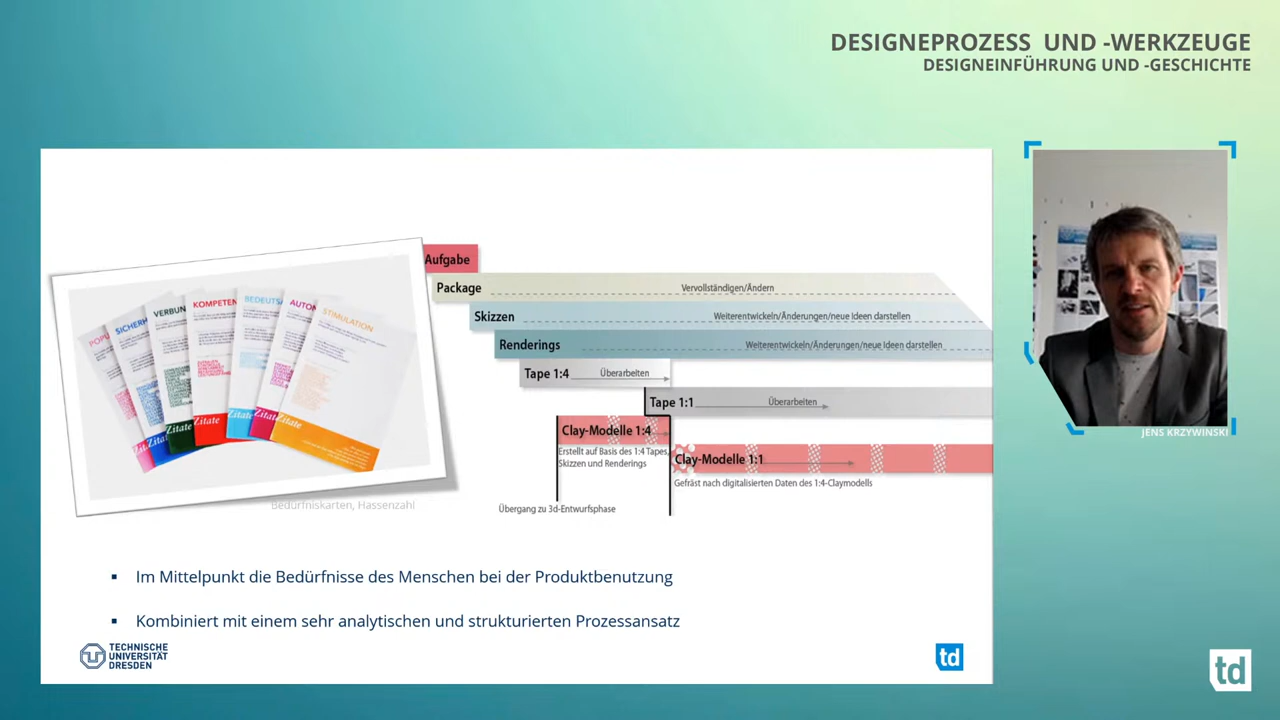 DESIGNEPROZESS UND -WERKZEUGE
DESIGNEINFÜHRUNG UND -GESCHICHTE
Aufgabe
Package
Vervollständigen/Ändern
Skizzen
Weiterentwickeln/Änderungen/neue Ideen darstellen
Renderings
Weiterentwickeln/Änderungen/neue Ideen darstellen
Tape 1:4
Überarbeiten
Tape 1:1
Überarbeiten
Clay-Modelle 1:4
Erstellt auf Basis des 1:4 Tapes,
Skizzen und Renderings
Clay-Modelle 1:1
Gefräst nach digitalisierten Daten des 1:4-Claymodells
Übergang zu 3d-Entwurfsphase
POPU
SICHERH
VERBUN
KOMPETEN
BEDEUTS
AUTON
STIMULATION
Zitate
Zitate
Zitate
Zitate
Zitate
Bedürfniskarten, Hassenzahl
▪ Im Mittelpunkt die Bedürfnisse des Menschen bei der Produktbenutzung
▪ Kombiniert mit einem sehr analytischen und strukturierten Prozessansatz
TECHNISCHE
UNIVERSITÄT
DRESDEN
td
JENS KRZYWINSKI
td